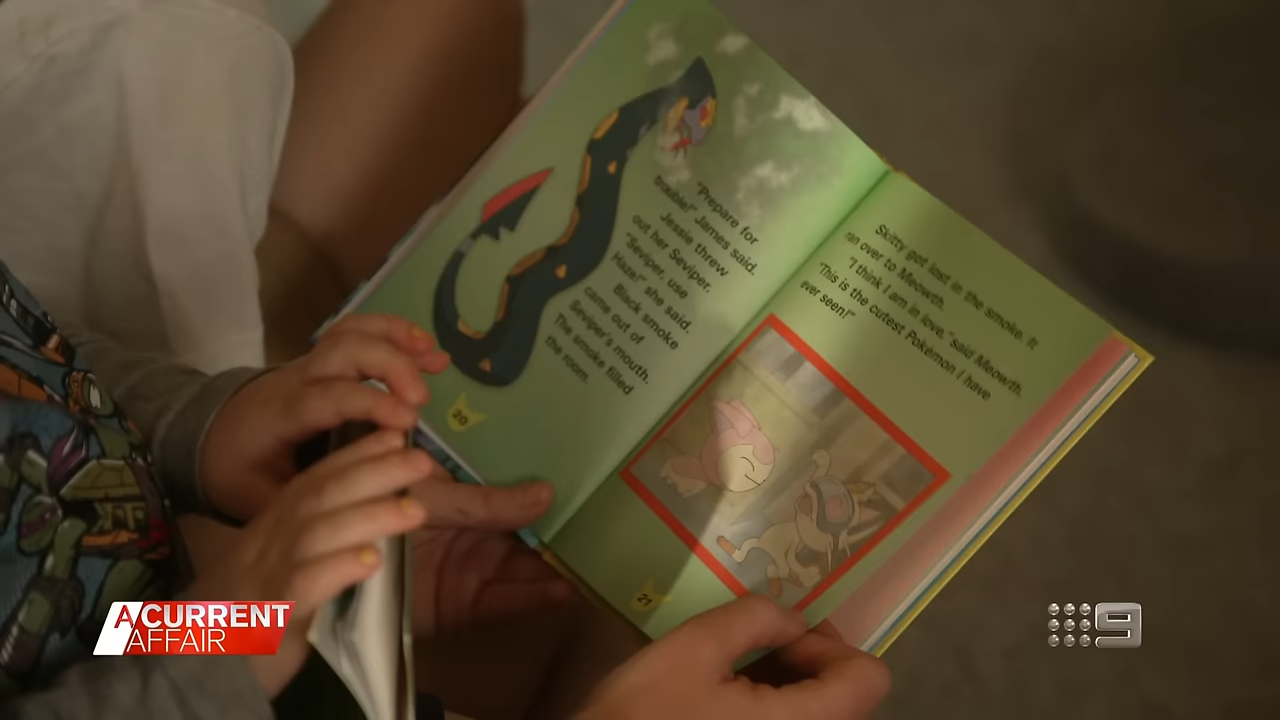 "Prepare for
trouble!" James said.
Jessie threw
out her Seviper.
"Seviper, use
Haze!" she said.
Black smoke
came out of
Seviper's mouth.
The smoke filled
the room.
20
Skitty got lost in the smoke. It
ran over to Meowth.
"I think I am in love," said Meowth.
"This is the cutest Pokémon I have
ever seen!"
21
A CURRENT
AFFAIR
9